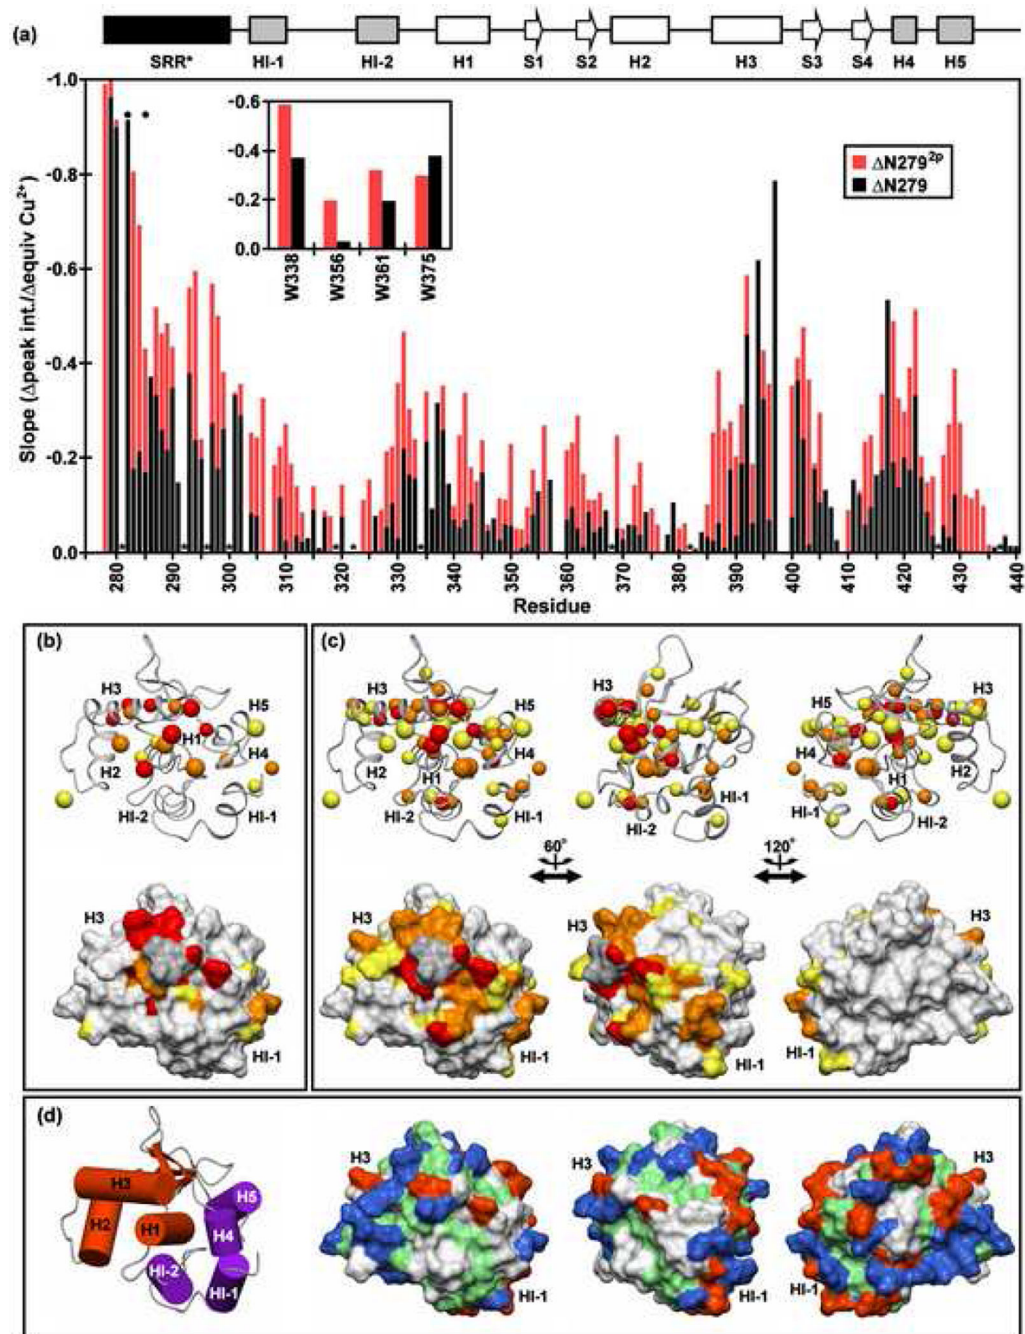 (a)
SRR* HI-1 HI-2 H1 S1 S2 H2 H3 S3 S4 H4 H5
Slope (Δpeak int./Δequiv Cu²⁺)
-1.0
-0.8
-0.6
-0.4
-0.2
0.0
-0.6
-0.4
-0.2
0.0
W338 W356 W361 W375
ΔN279²ᵖ
ΔN279
280 290 300 310 320 330 340 350 360 370 380 390 400 410 420 430 440
Residue
(b)
H3 H5 H1 H4 H2 HI-2 HI-1
H3 HI-1
(c)
H3 H5 H4 H2 H1 HI-2 HI-1
H3 HI-1 HI-2
H5 H3 H4 H1 H2 HI-1 HI-2
60° 120°
H3 HI-1
H3 HI-1
H3 HI-1
(d)
H3 H5 H2 H1 H4 HI-2 HI-1
H3 HI-1
H3 HI-1
H3 HI-1